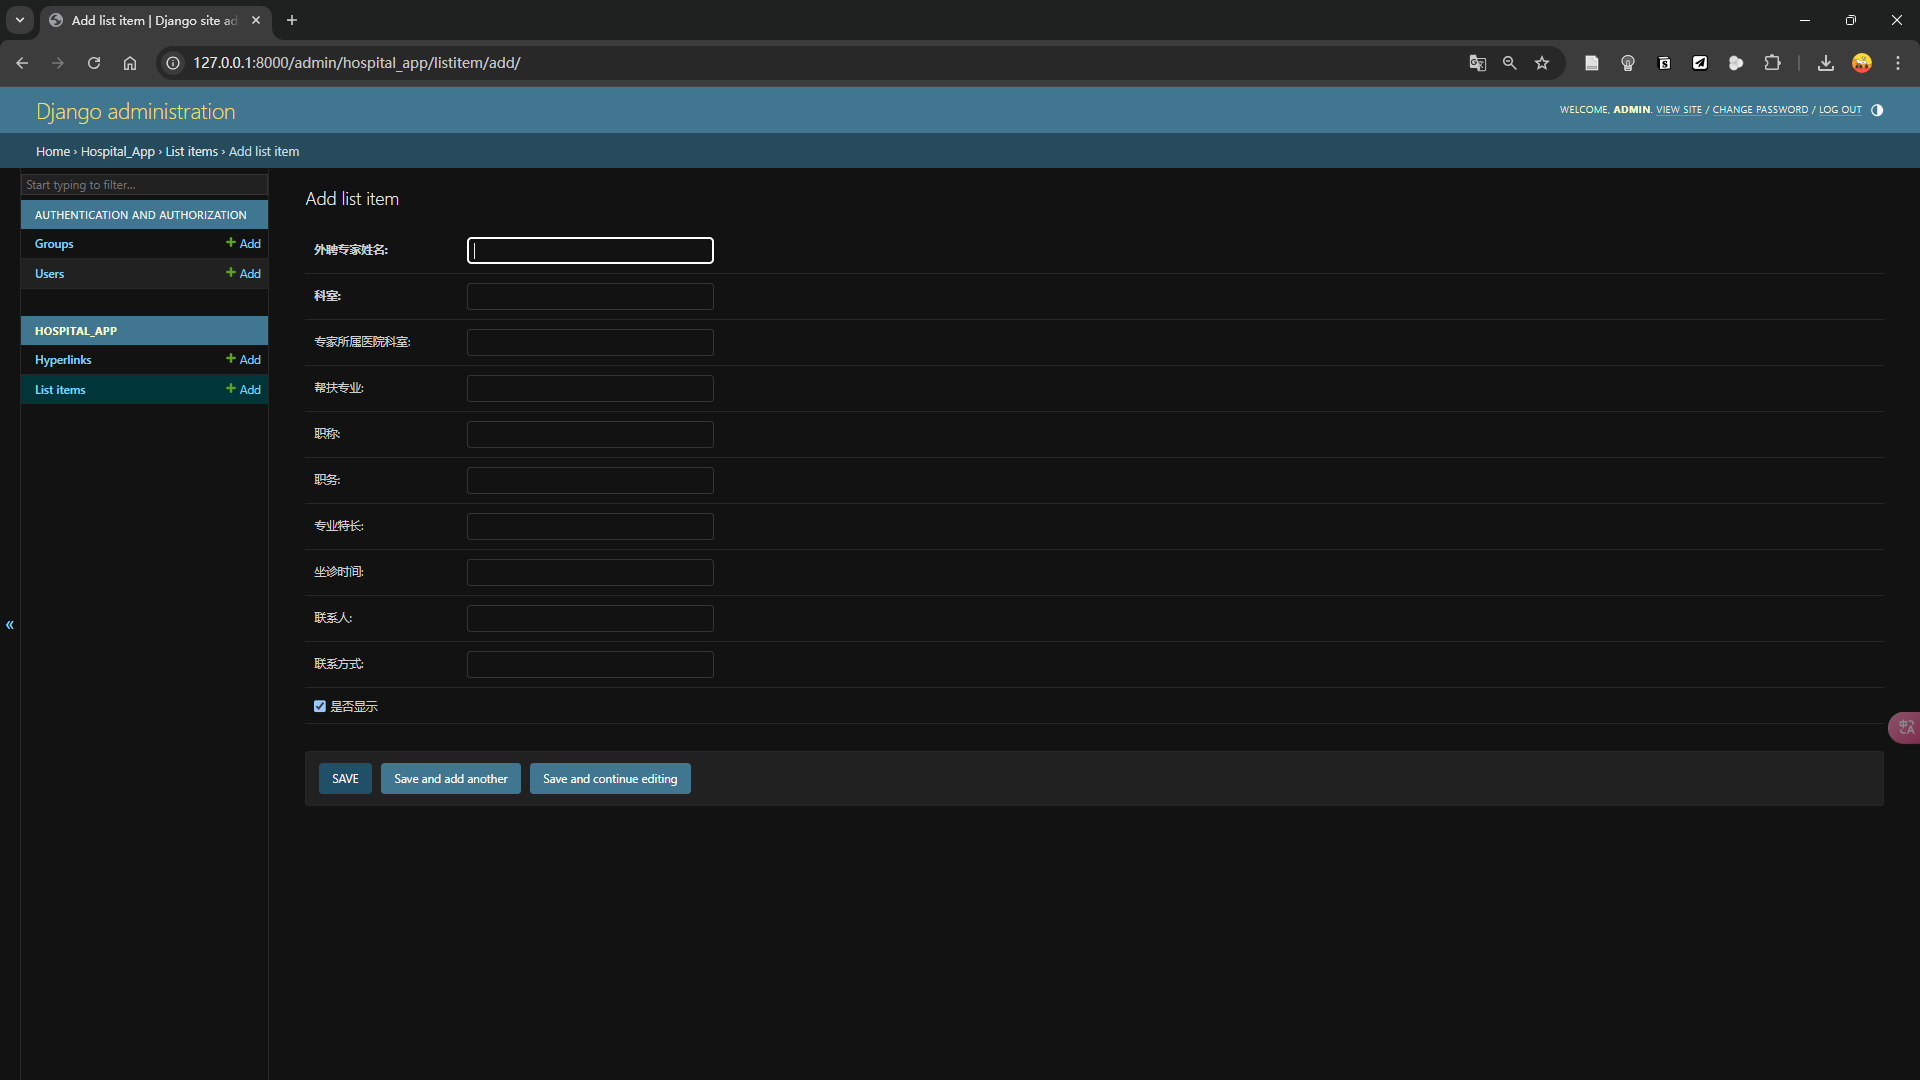 Add list item | Django site ad
127.0.0.1:8000/admin/hospital_app/listitem/add/
Django administration
WELCOME, ADMIN. VIEW SITE / CHANGE PASSWORD / LOG OUT
Home › Hospital_App › List items › Add list item
Start typing to filter...
AUTHENTICATION AND AUTHORIZATION
Groups + Add
Users + Add
HOSPITAL_APP
Hyperlinks + Add
List items + Add
«
Add list item
外聘专家姓名:
科室:
专家所属医院科室:
帮扶专业:
职称:
职务:
专业特长:
坐诊时间:
联系人:
联系方式:
是否显示
SAVE Save and add another Save and continue editing